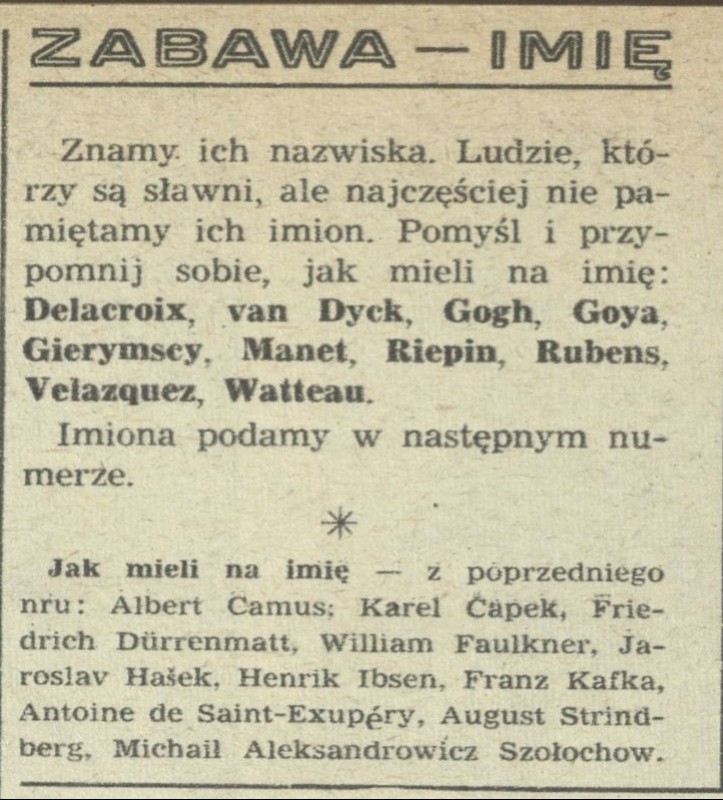 ZABAWA — IMIĘ
Znamy ich nazwiska. Ludzie, któ-
rzy są sławni, ale najczęściej nie pa-
miętamy ich imion. Pomyśl i przy-
pomnij sobie, jak mieli na imię:
Delacroix, van Dyck, Gogh, Goya,
Gierymscy, Manet, Riepin, Rubens,
Velazquez, Watteau.
Imiona podamy w następnym nu-
merze.
*
Jak mieli na imię — z poprzedniego
nru: Albert Camus; Karel Čapek, Frie-
drich Dürrenmatt, William Faulkner, Ja-
roslav Hašek, Henrik Ibsen, Franz Kafka,
Antoine de Saint-Exupéry, August Strind-
berg, Michail Aleksandrowicz Szołochow.